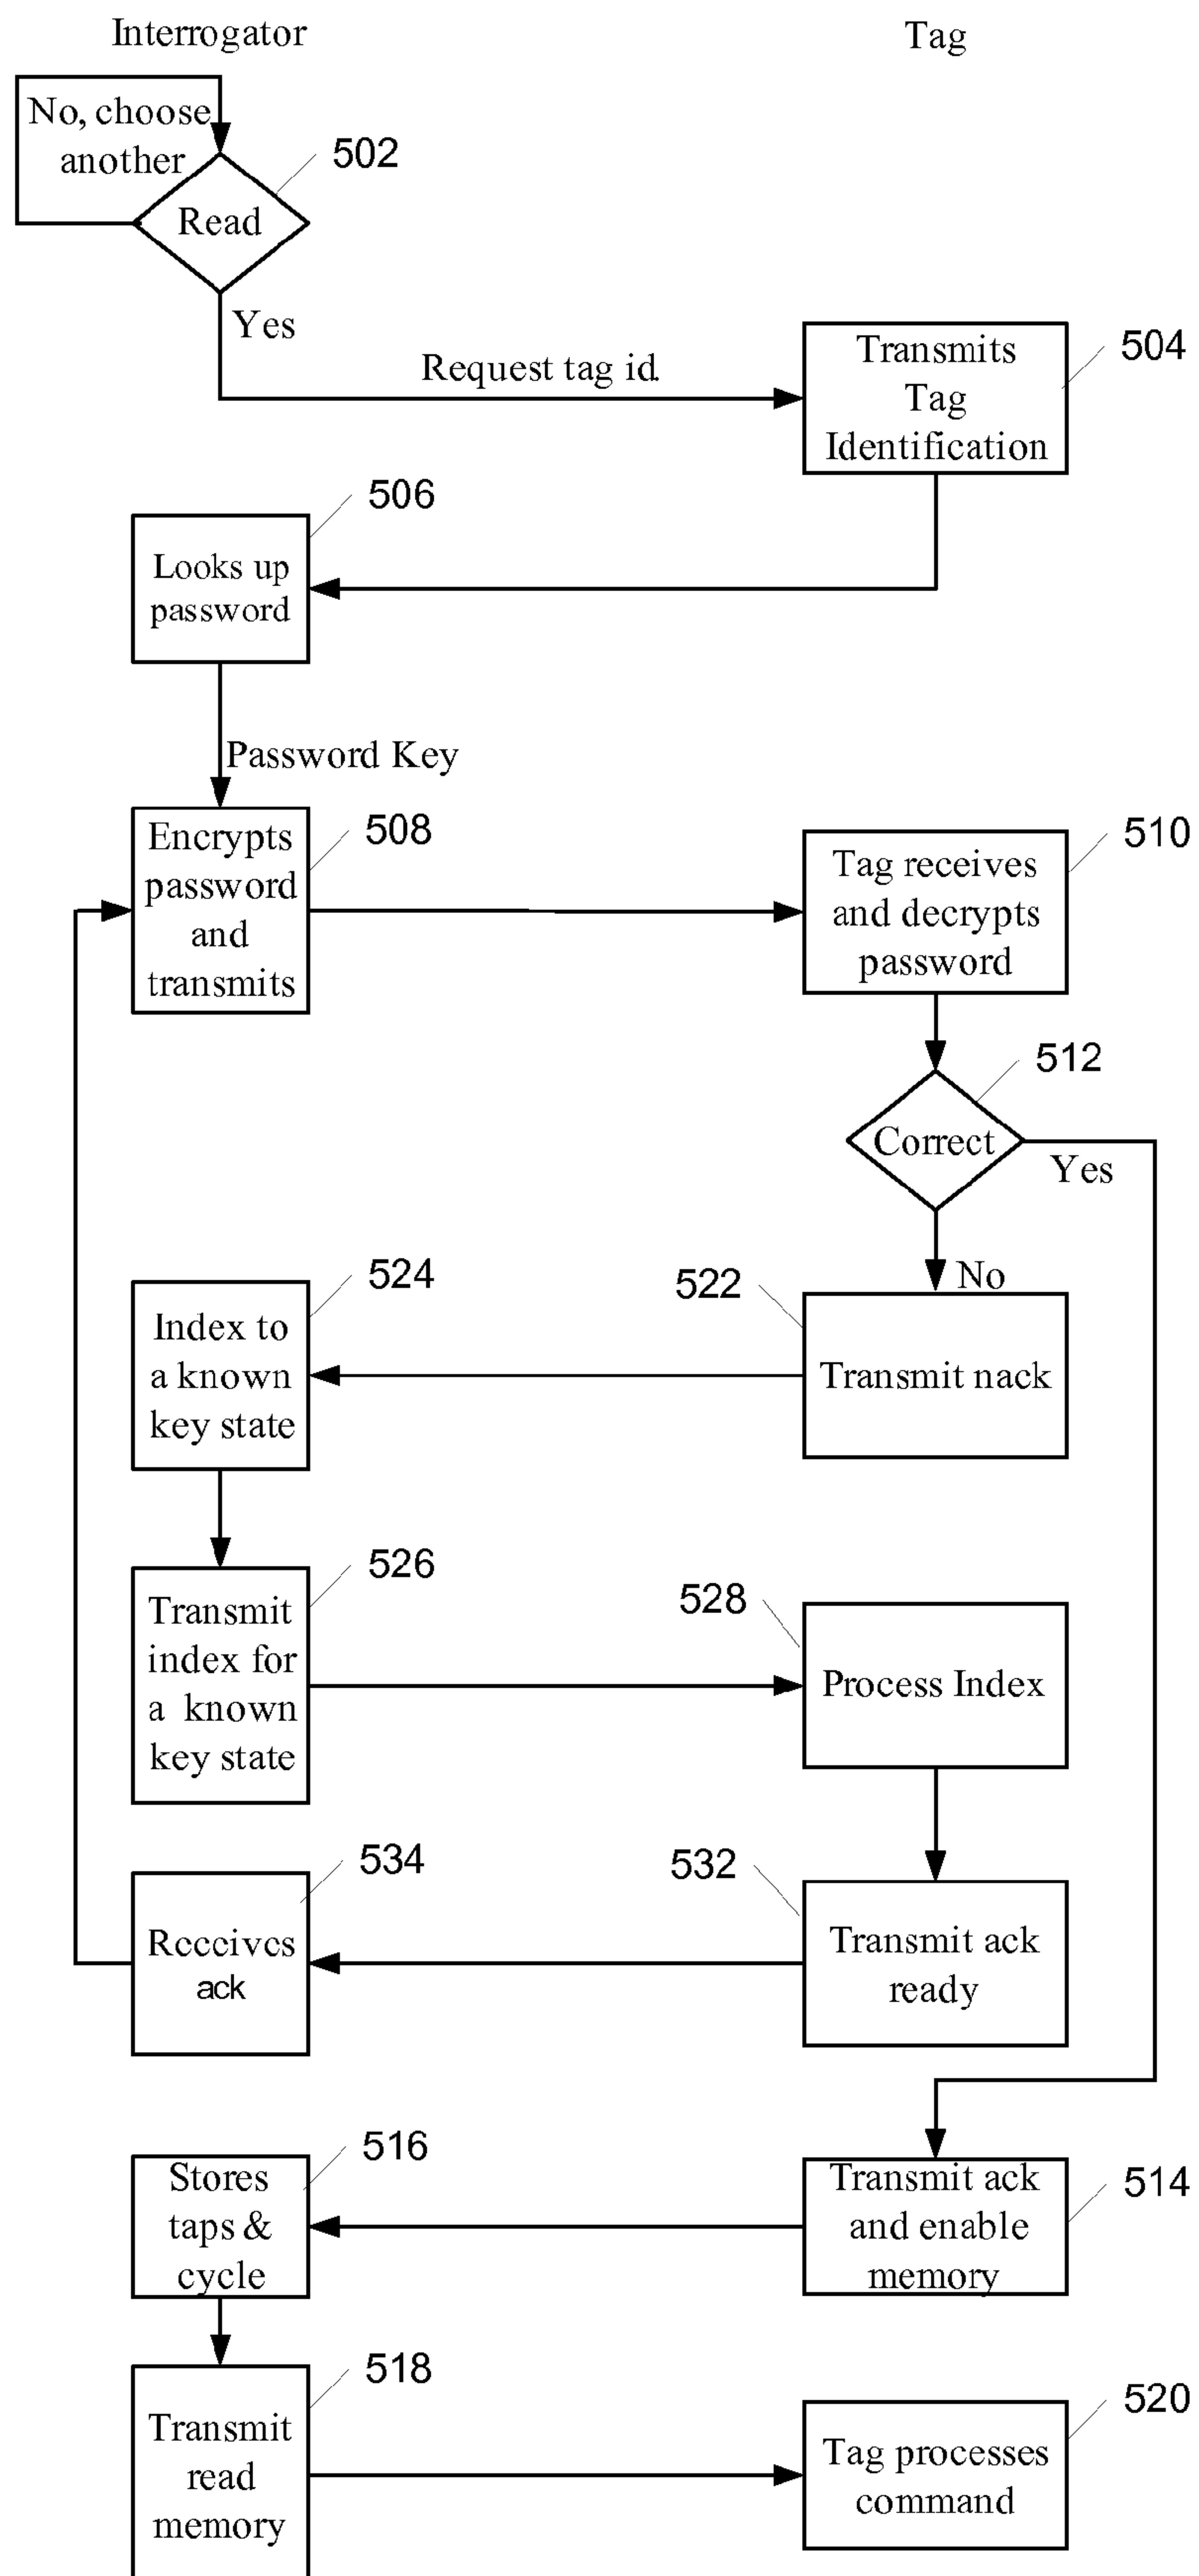 Interrogator
Tag
No, choose
another
502
Read
Yes
Request tag id.
Transmits
Tag
Identification
504
506
Looks up
password
Password Key
Encrypts
password
and
transmits
508
Tag receives
and decrypts
password
510
512
Correct
Yes
No
522
Transmit nack
524
Index to
a known
key state
526
Transmit
index for
a known
key state
528
Process Index
532
Transmit ack
ready
534
Receives
ack
514
Transmit ack
and enable
memory
516
Stores
taps &
cycle
518
Transmit
read
memory
520
Tag processes
command